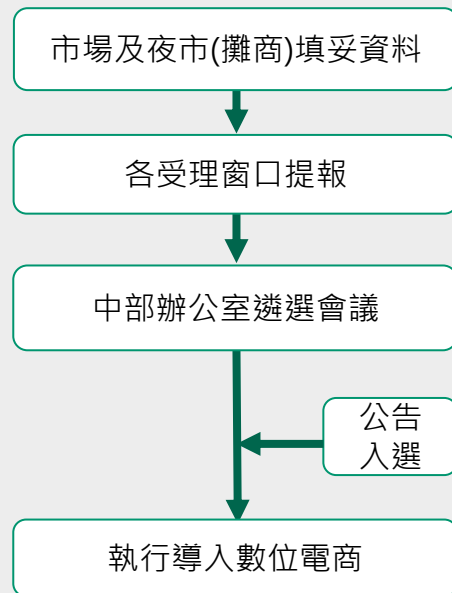 市場及夜市(攤商)填妥資料
各受理窗口提報
中部辦公室遴選會議
公告
入選
執行導入數位電商